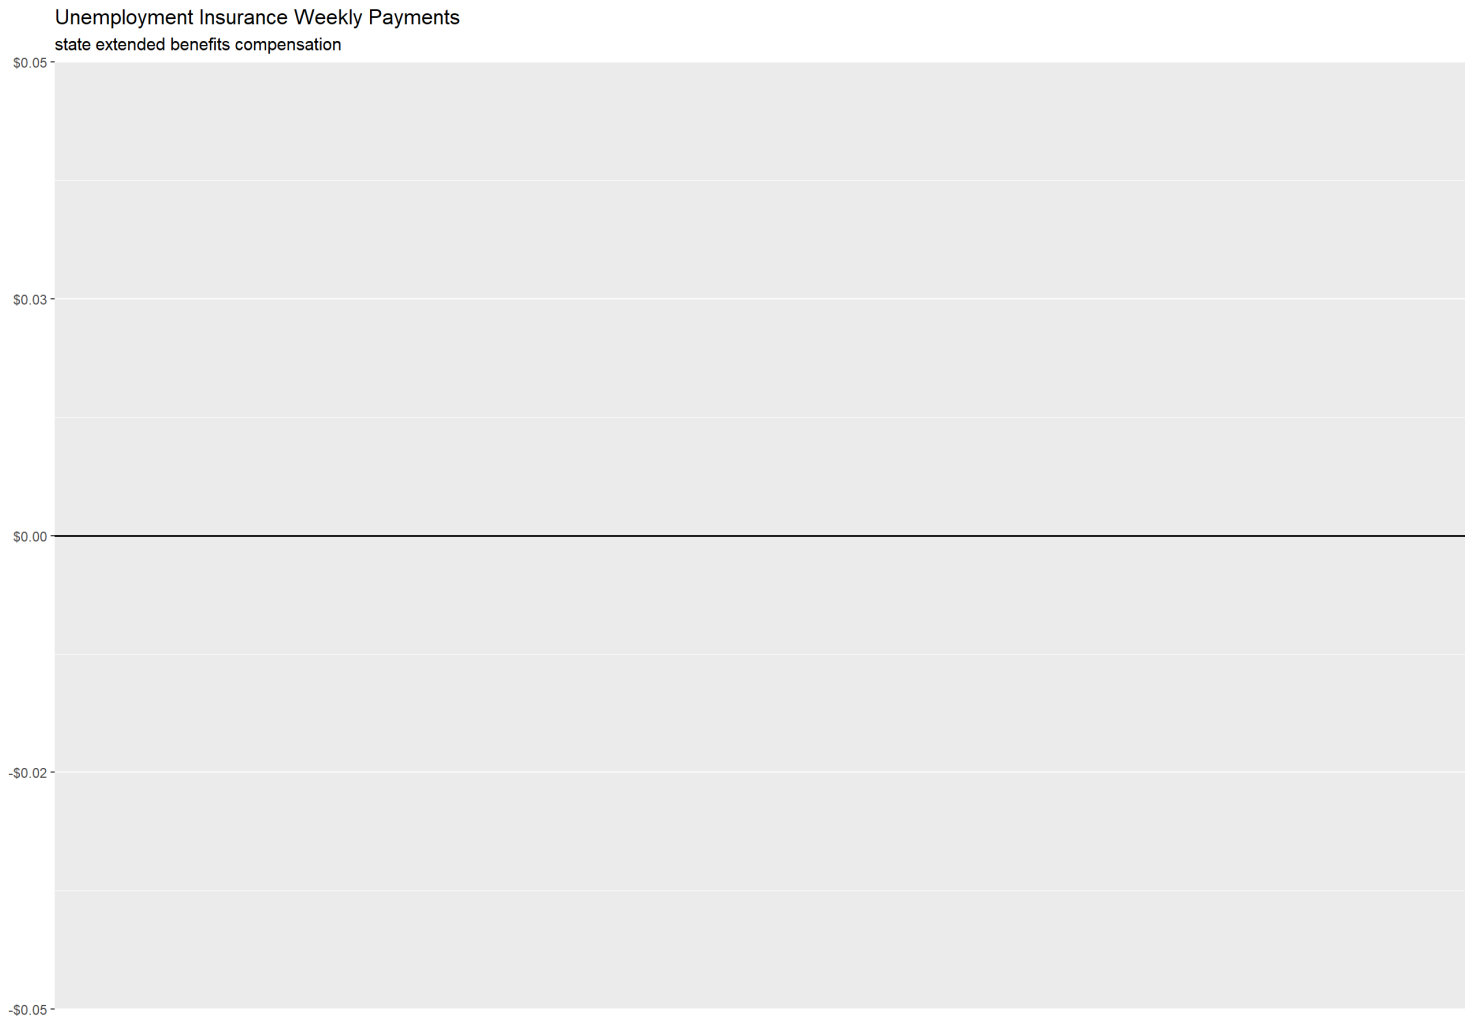 Unemployment Insurance Weekly Payments
state extended benefits compensation
$0.05
$0.03
$0.00
-$0.02
-$0.05